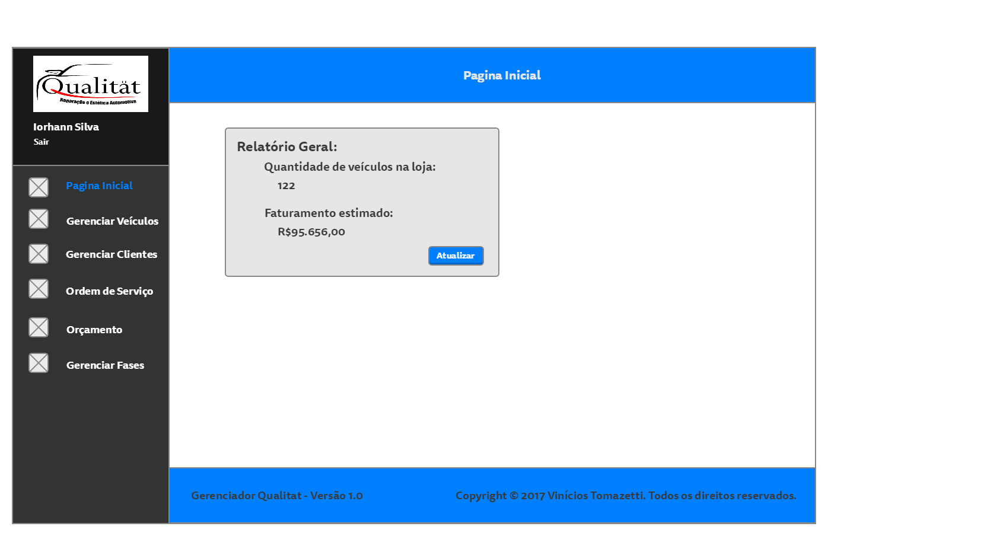 Qualität
Reparação e Estética Automotiva
Iorhann Silva
Sair
Pagina Inicial
Gerenciar Veículos
Gerenciar Clientes
Ordem de Serviço
Orçamento
Gerenciar Fases
Pagina Inicial
Relatório Geral:
Quantidade de veículos na loja:
122
Faturamento estimado:
R$95.656,00
Atualizar
Gerenciador Qualitat - Versão 1.0
Copyright © 2017 Vinícios Tomazetti. Todos os direitos reservados.